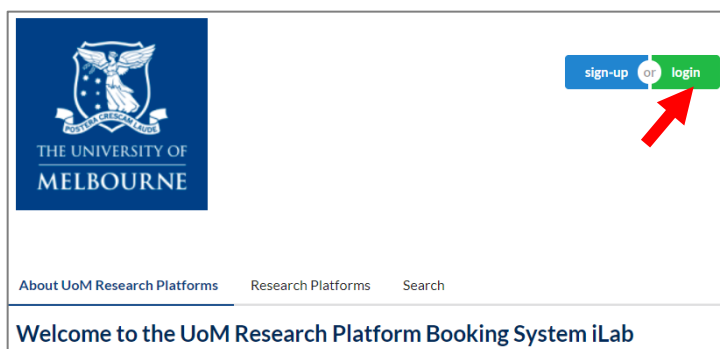 sign-up or login
POSTERA CRESCAM LAUDE
THE UNIVERSITY OF
MELBOURNE
About UoM Research Platforms Research Platforms Search
Welcome to the UoM Research Platform Booking System iLab